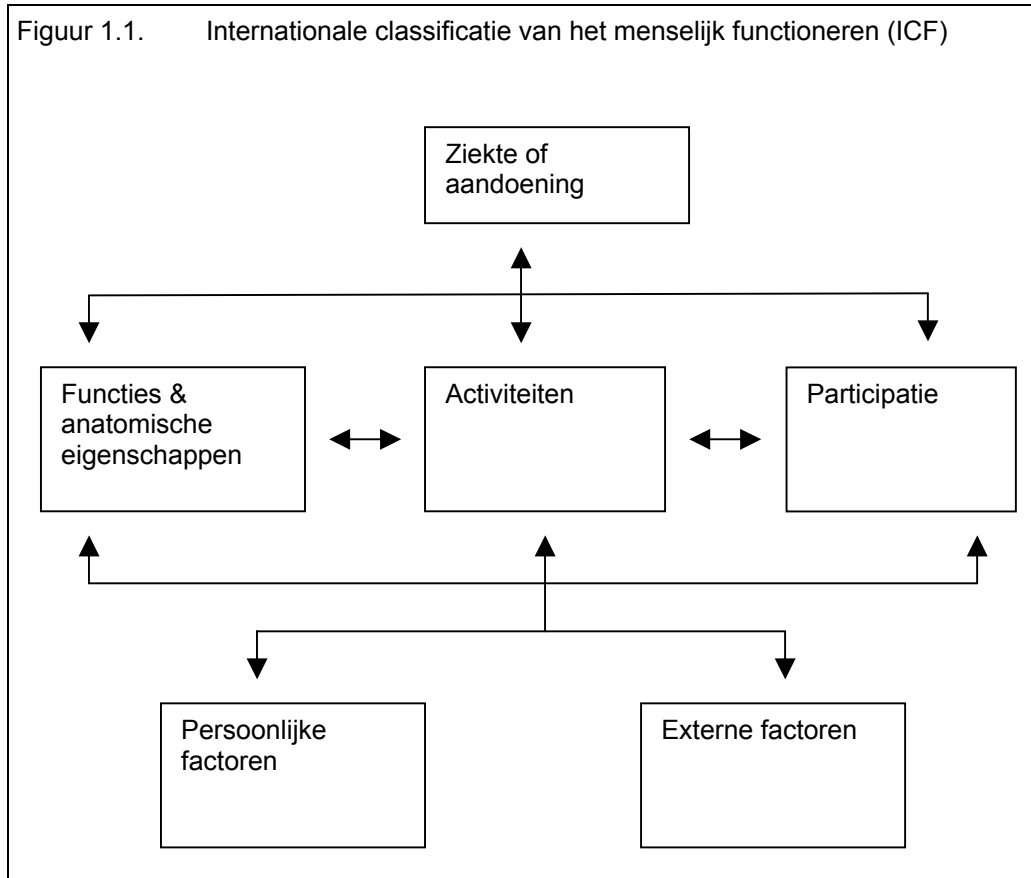 Figuur 1.1. Internationale classificatie van het menselijk functioneren (ICF)
Ziekte of
aandoening
Functies &
anatomische
eigenschappen
Activiteiten
Participatie
Persoonlijke
factoren
Externe factoren